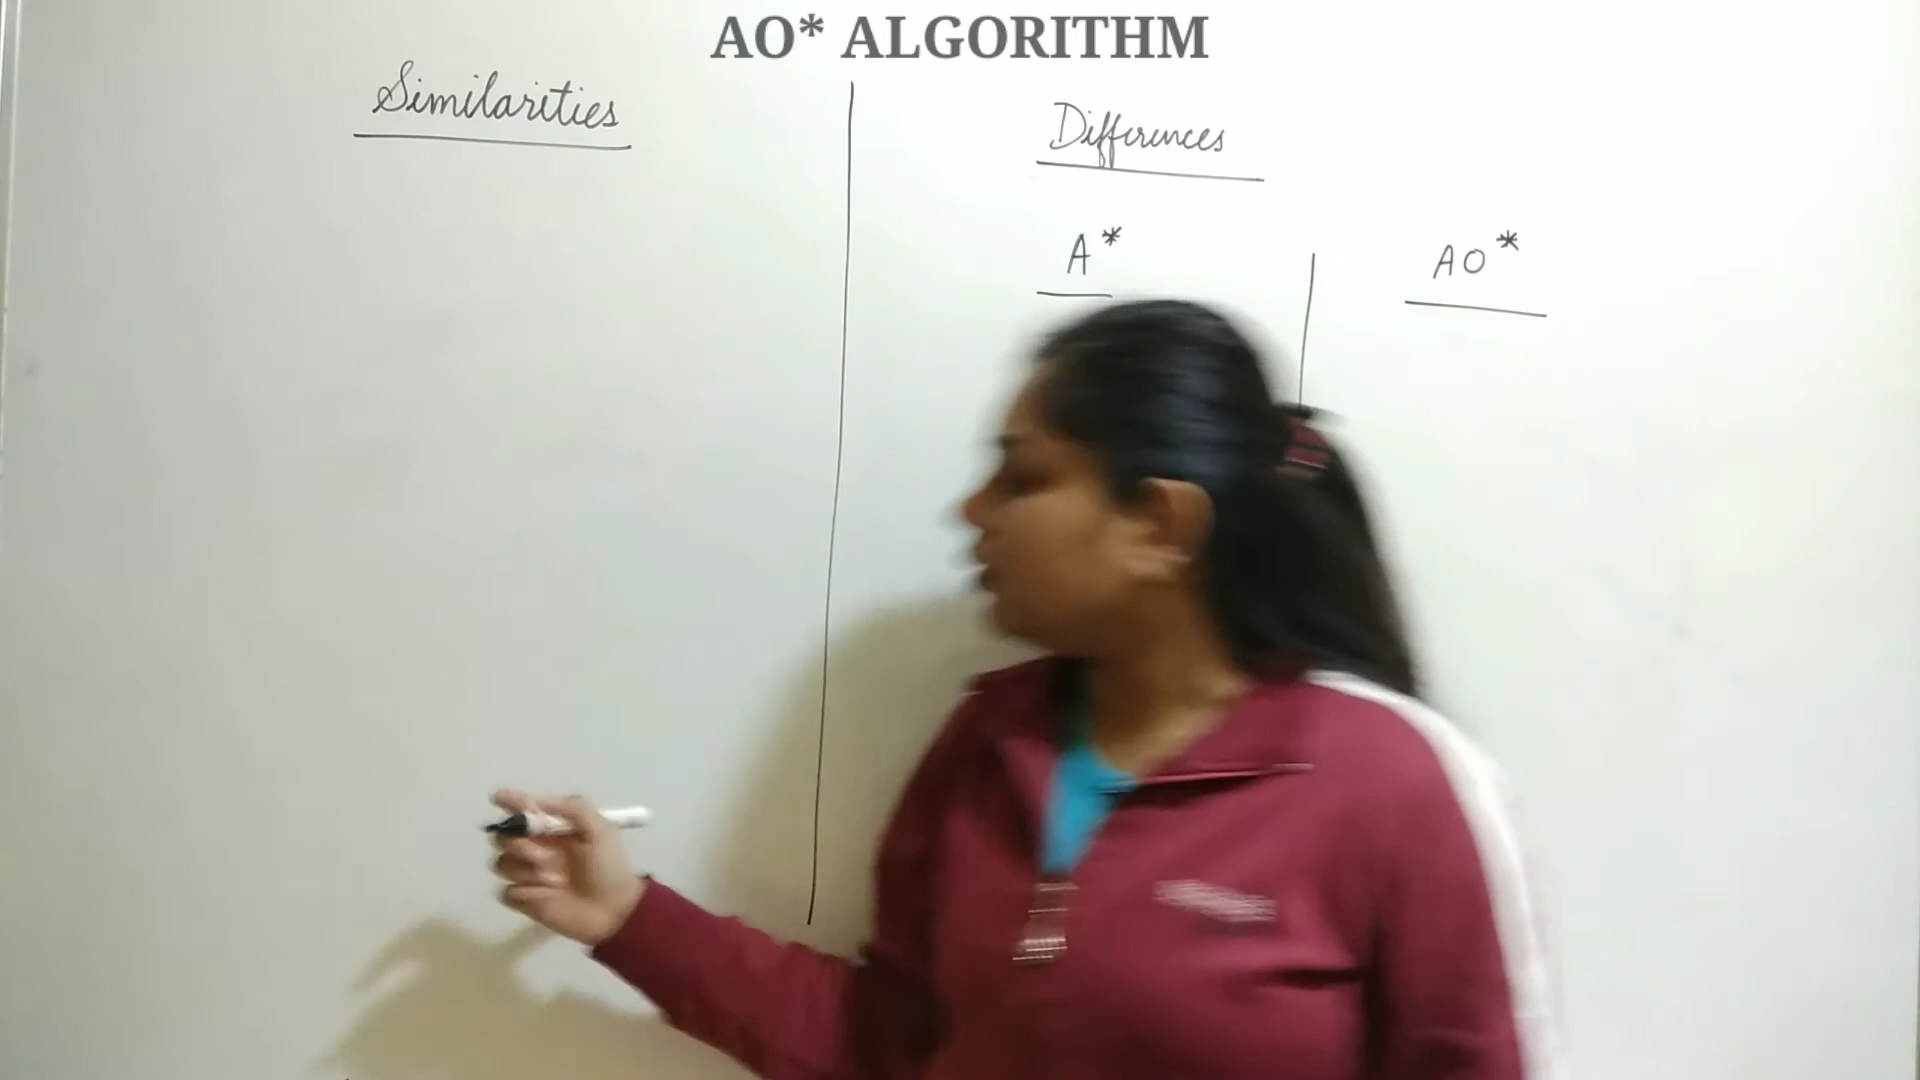 AO* ALGORITHM
Similarities
Differences
A*
AO*